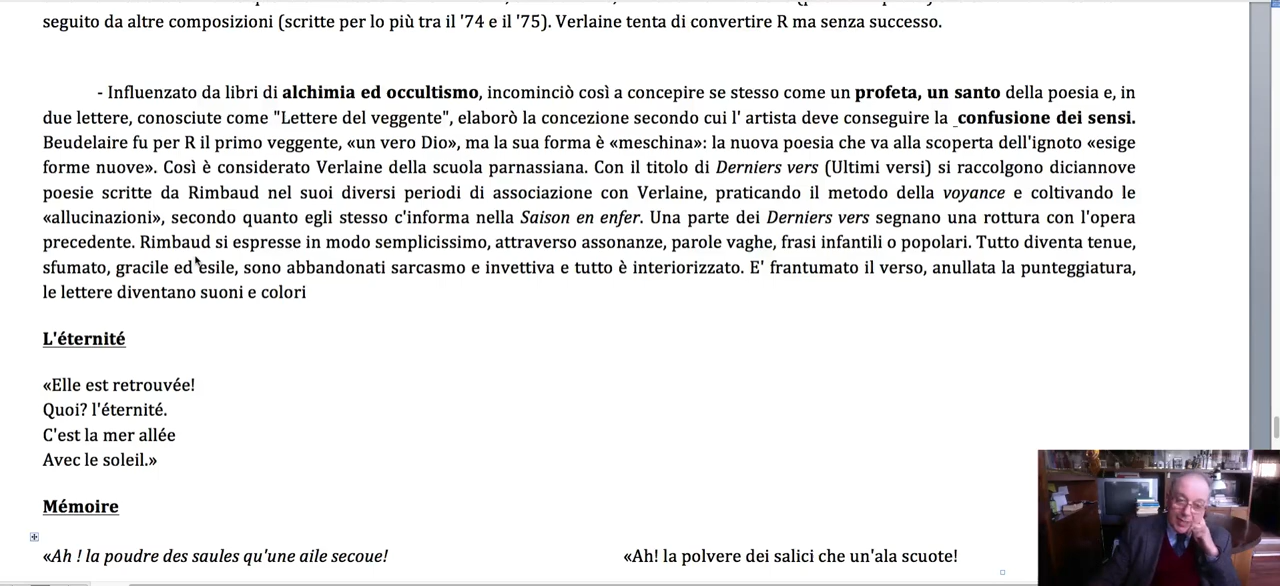 seguito da altre composizioni (scritte per lo più tra il '74 e il '75). Verlaine tenta di convertire R ma senza successo.
- Influenzato da libri di alchimia ed occultismo, incominciò così a concepire se stesso come un profeta, un santo della poesia e, in
due lettere, conosciute come "Lettere del veggente", elaborò la concezione secondo cui l' artista deve conseguire la confusione dei sensi.
Beudelaire fu per R il primo veggente, «un vero Dio», ma la sua forma è «meschina»: la nuova poesia che va alla scoperta dell'ignoto «esige
forme nuove». Così è considerato Verlaine della scuola parnassiana. Con il titolo di Derniers vers (Ultimi versi) si raccolgono diciannove
poesie scritte da Rimbaud nel suoi diversi periodi di associazione con Verlaine, praticando il metodo della voyance e coltivando le
«allucinazioni», secondo quanto egli stesso c'informa nella Saison en enfer. Una parte dei Derniers vers segnano una rottura con l'opera
precedente. Rimbaud si espresse in modo semplicissimo, attraverso assonanze, parole vaghe, frasi infantili o popolari. Tutto diventa tenue,
sfumato, gracile ed esile, sono abbandonati sarcasmo e invettiva e tutto è interiorizzato. E' frantumato il verso, anullata la punteggiatura,
le lettere diventano suoni e colori
L'éternité
«Elle est retrouvée!
Quoi? l'éternité.
C'est la mer allée
Avec le soleil.»
Mémoire
«Ah ! la poudre des saules qu'une aile secoue! «Ah! la polvere dei salici che un'ala scuote!